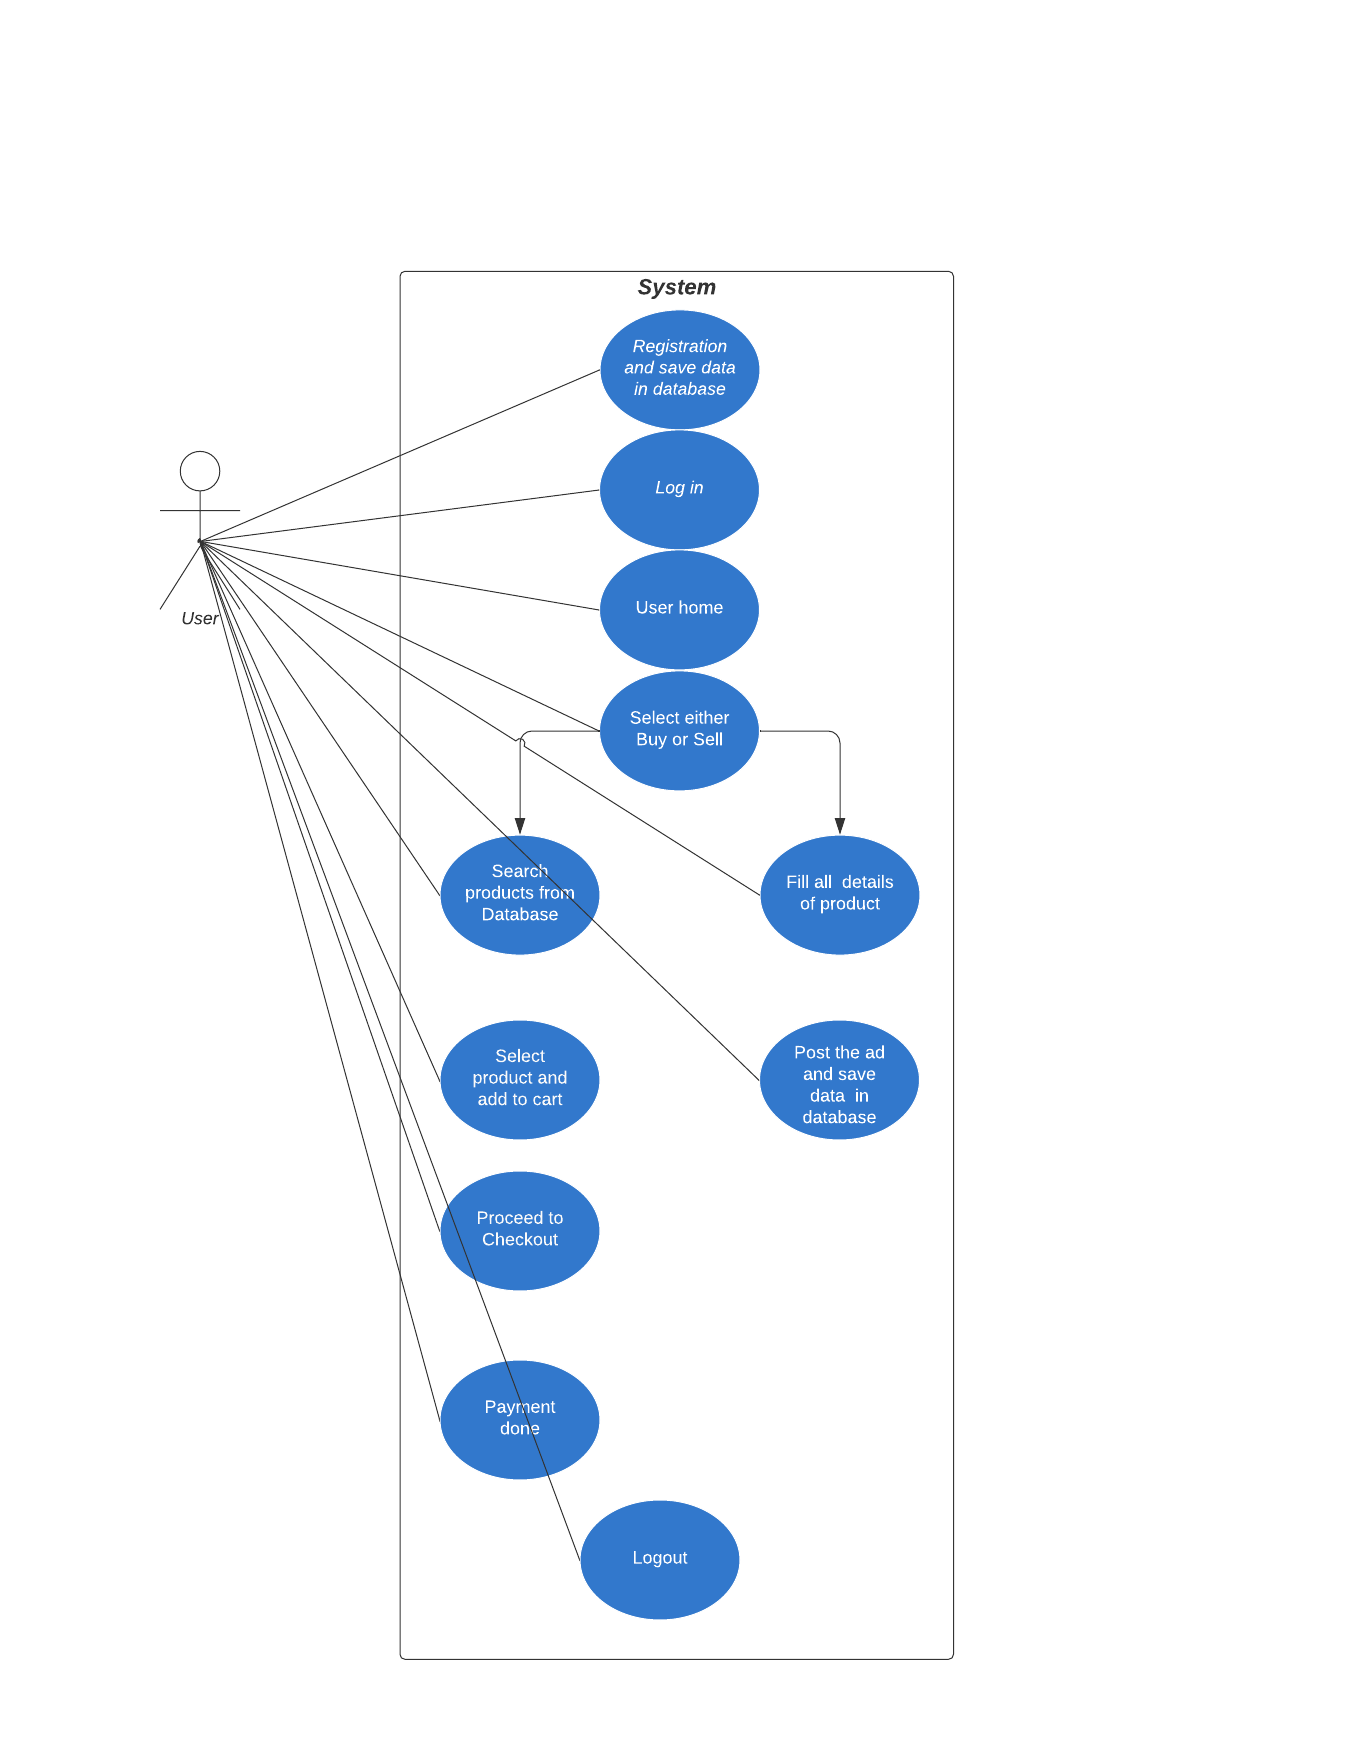 System
Registration
and save data
in database
Log in
User
User home
Select either
Buy or Sell
Search
products from
Database
Fill all  details
of product
Select
product and
add to cart
Post the ad
and save
data  in
database
Proceed to
Checkout
Payment
done
Logout